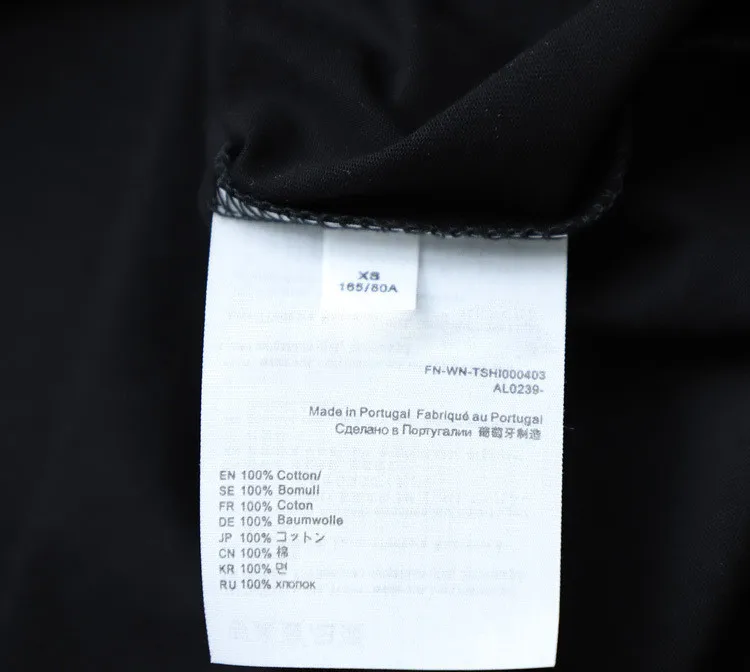 XS
165/80A
FN-WN-TSHI000403
AL0239-
Made in Portugal Fabriqué au Portugal
Сделано в Португалии 葡萄牙制造
EN 100% Cotton/
SE 100% Bomull
FR 100% Coton
DE 100% Baumwolle
JP 100% コットン
CN 100% 棉
KR 100% 면
RU 100% хлопок